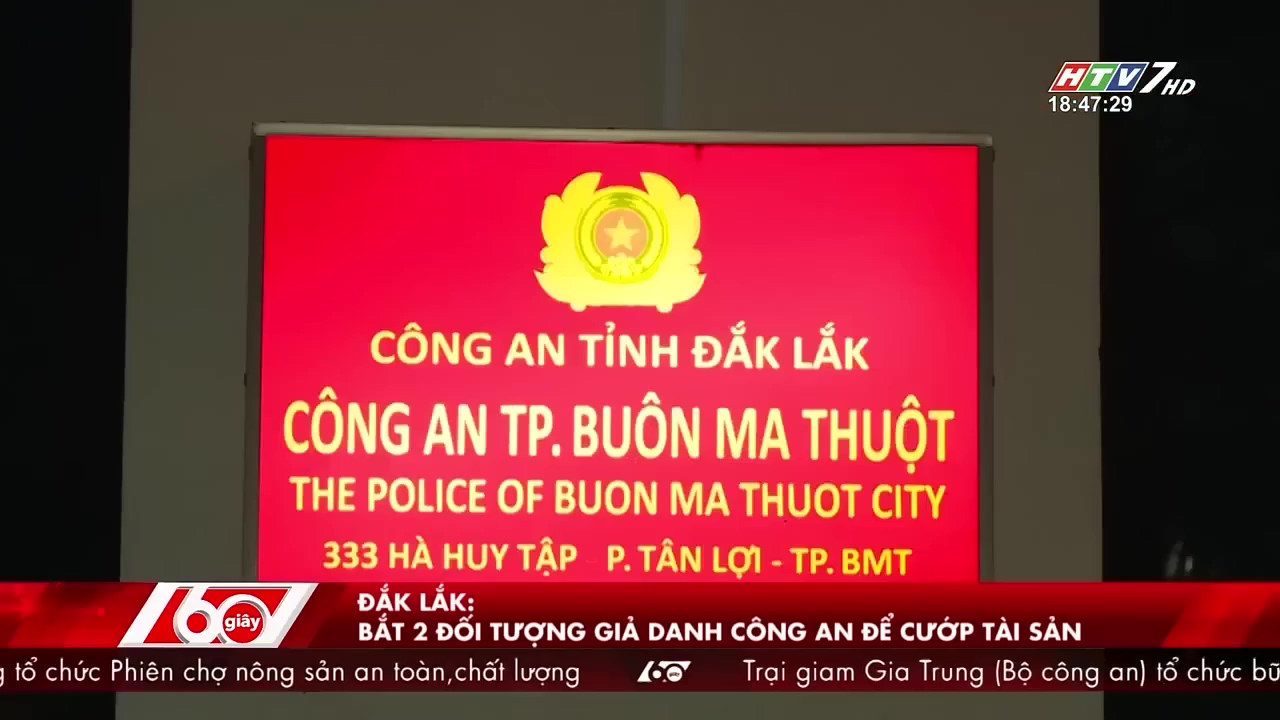 HTV7 HD
18:47:29
CÔNG AN TỈNH ĐẮK LẮK
CÔNG AN TP. BUÔN MA THUỘT
THE POLICE OF BUON MA THUOT CITY
333 HÀ HUY TẬP P. TÂN LỢI - TP. BMT
60 giây
ĐẮK LẮK:
BẮT 2 ĐỐI TƯỢNG GIẢ DANH CÔNG AN ĐỂ CƯỚP TÀI SẢN
tổ chức Phiên chợ nông sản an toàn,chất lượng 60 Trại giam Gia Trung (Bộ công an) tổ chức